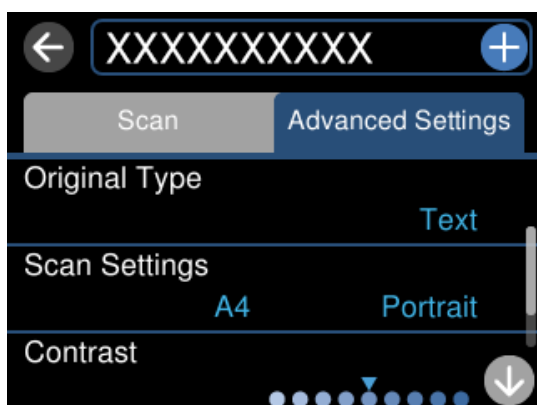 XXXXXXXXXX
Scan Advanced Settings
Original Type
Text
Scan Settings
A4 Portrait
Contrast